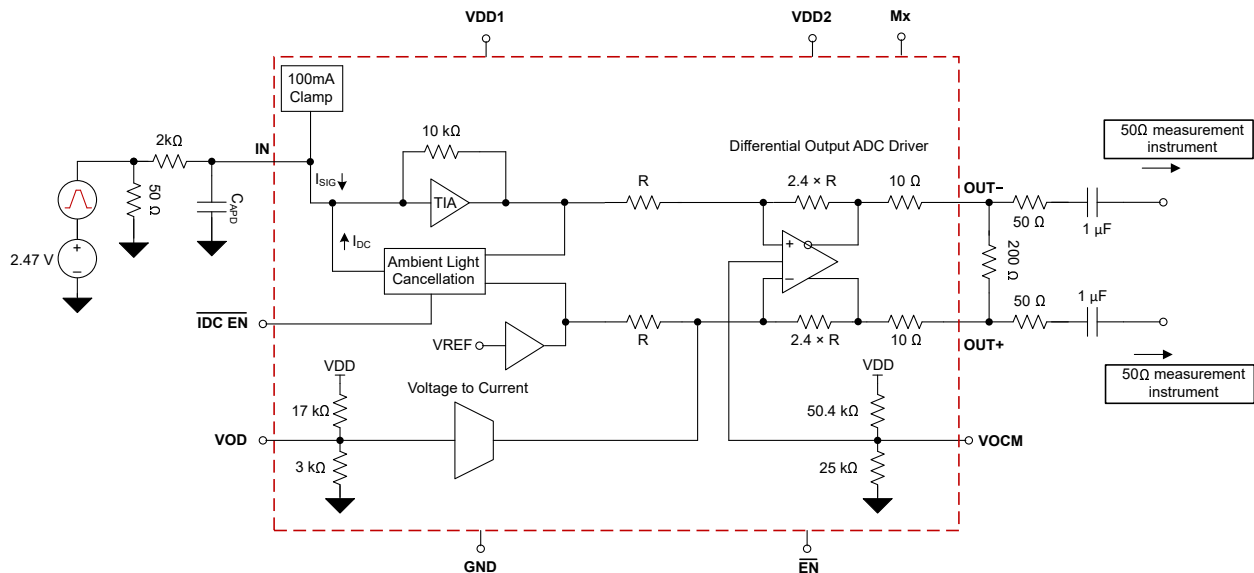 VDD1
VDD2
Mx
100mA
Clamp
2kΩ
IN
10 kΩ
50Ω measurement
instrument
Differential Output ADC Driver
ISIG
TIA
R
2.4 × R
10 Ω
OUT−
50 Ω
CAPD
50 Ω
1 µF
2.47 V
+
−
IDC
Ambient Light
Cancellation
+
−
200 Ω
IDC EN
VREF
R
2.4 × R
10 Ω
50 Ω
1 µF
OUT+
VDD
Voltage to Current
VDD
50Ω measurement
instrument
17 kΩ
50.4 kΩ
VOD
VOCM
3 kΩ
25 kΩ
GND
EN